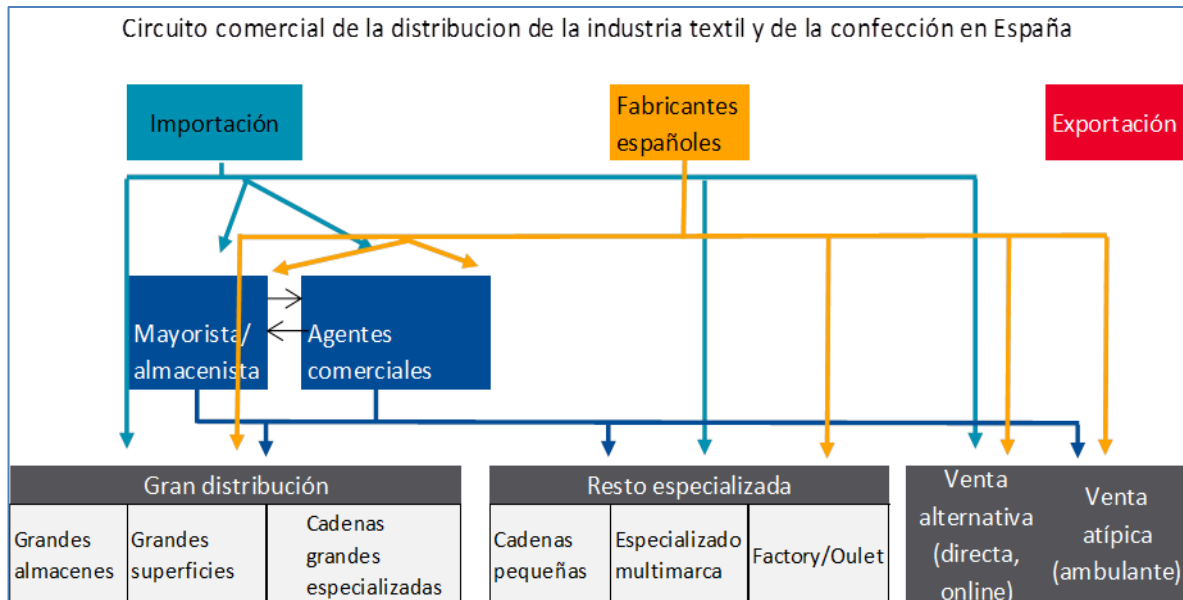 Circuito comercial de la distribucion de la industria textil y de la confección en España
Importación
Fabricantes
españoles
Exportación
Mayorista/
almacenista
Agentes
comerciales
Gran distribución
Grandes
almacenes
Grandes
superficies
Cadenas
grandes
especializadas
Resto especializada
Cadenas
pequeñas
Especializado
multimarca
Factory/Oulet
Venta
alternativa
(directa,
online)
Venta
atípica
(ambulante)